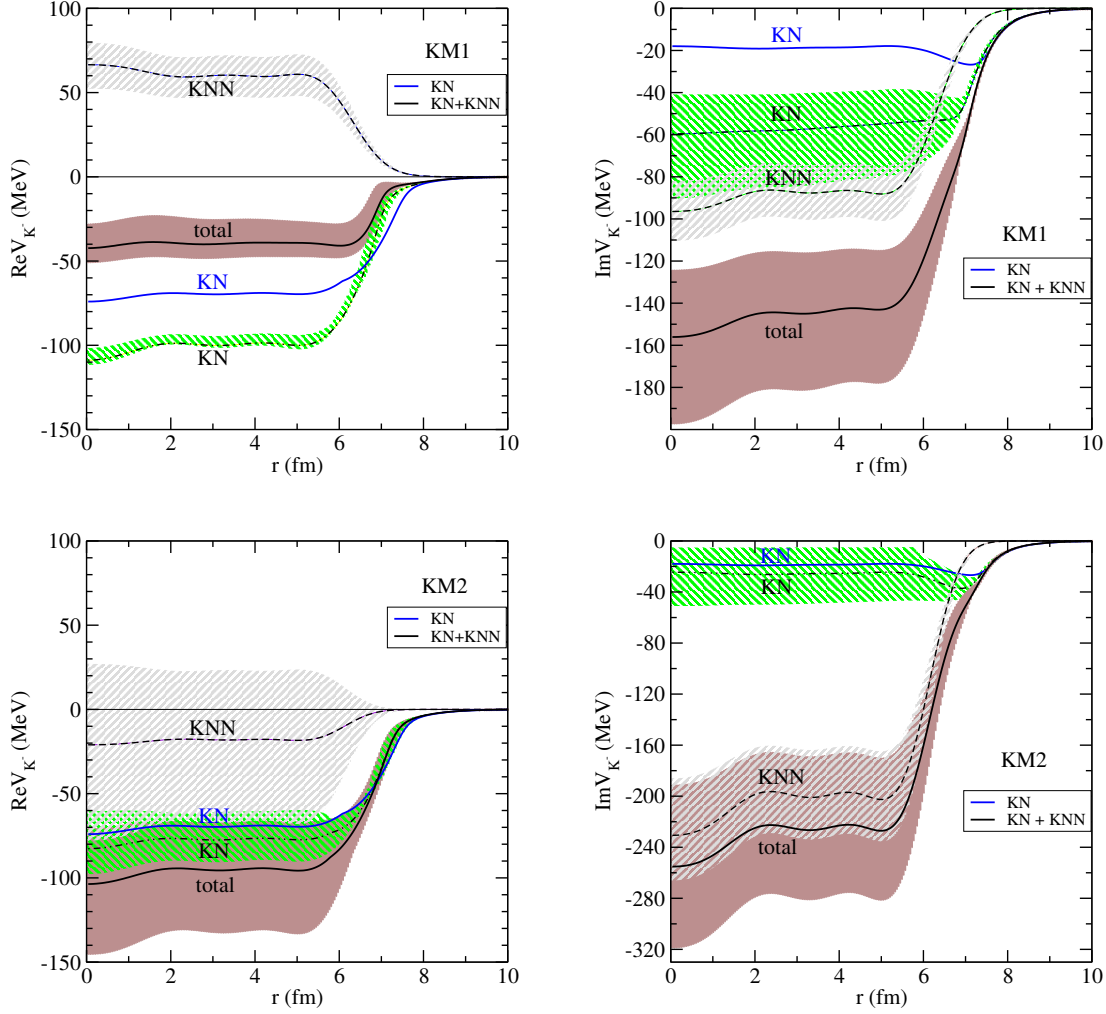 100
50
0
-50
-100
-150
ReV_K- (MeV)
KM1
KN
KN+KNN
KNN
total
KN
KN
0 2 4 6 8 10
r (fm)
0
-20
-40
-60
-80
-100
-120
-140
-160
-180
ImV_K- (MeV)
KN
KN
KNN
KM1
KN
KN + KNN
total
0 2 4 6 8 10
r (fm)
100
50
0
-50
-100
-150
ReV_K- (MeV)
KM2
KN
KN+KNN
KNN
KN
KN
total
0 2 4 6 8 10
r (fm)
0
-40
-80
-120
-160
-200
-240
-280
-320
ImV_K- (MeV)
KN
KN
KNN
KM2
KN
KN + KNN
total
0 2 4 6 8 10
r (fm)